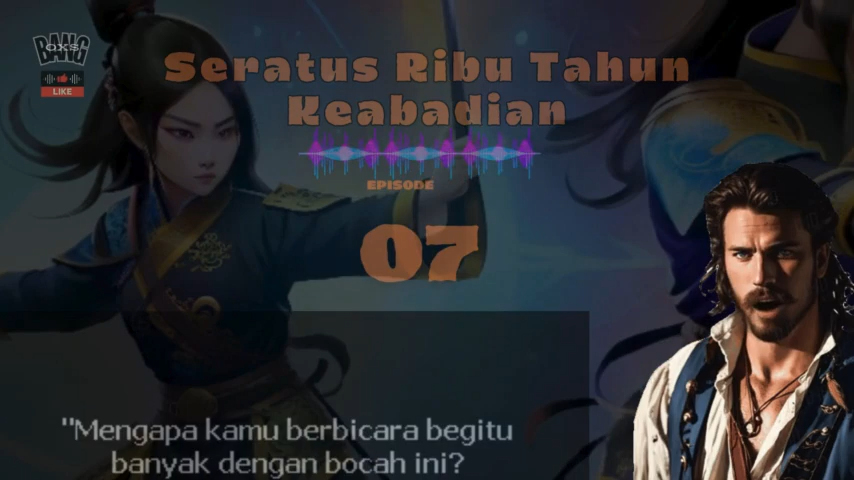 BANG
OXS
LIKE
Seratus Ribu Tahun
Keabadian
EPISODE
07
"Mengapa kamu berbicara begitu
banyak dengan bocah ini?